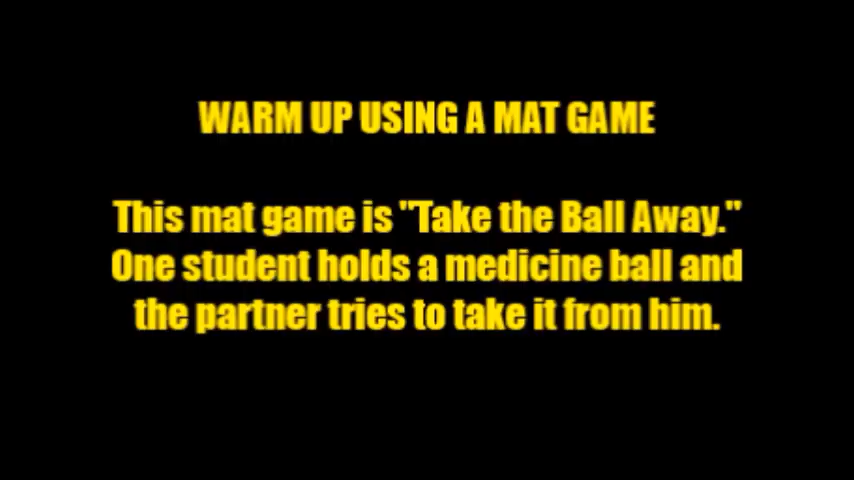 WARM UP USING A MAT GAME
This mat game is "Take the Ball Away."
One student holds a medicine ball and
the partner tries to take it from him.